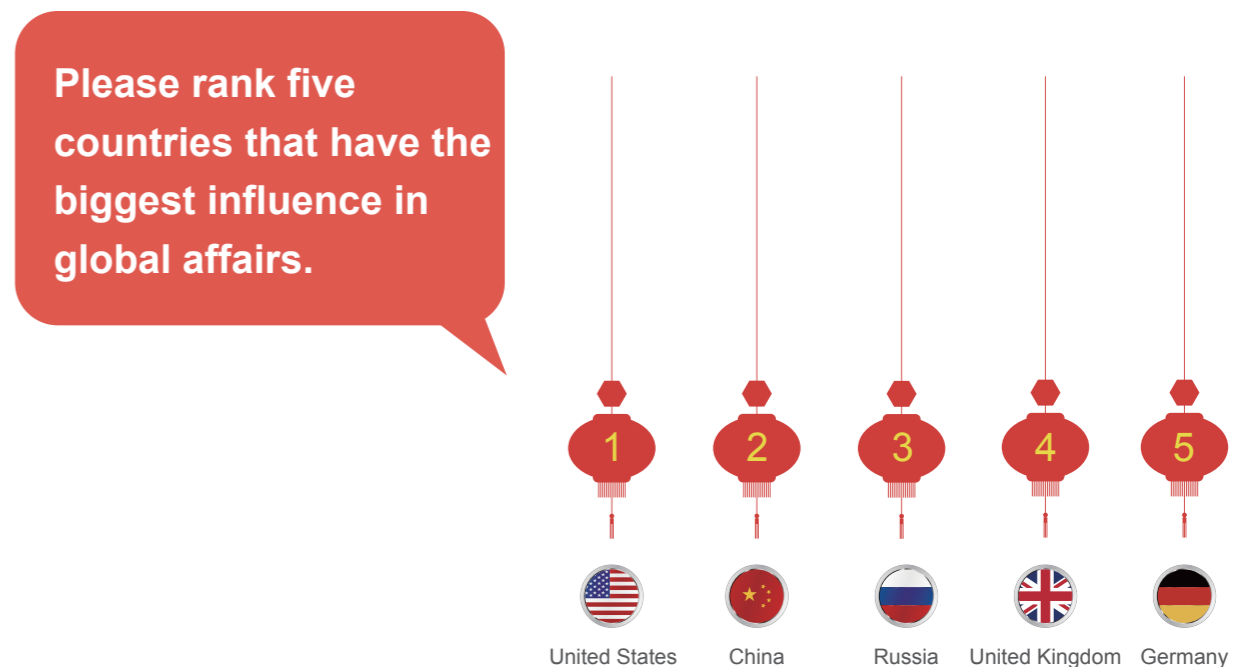 Please rank five
countries that have the
biggest influence in
global affairs.
1 2 3 4 5
United States China Russia United Kingdom Germany